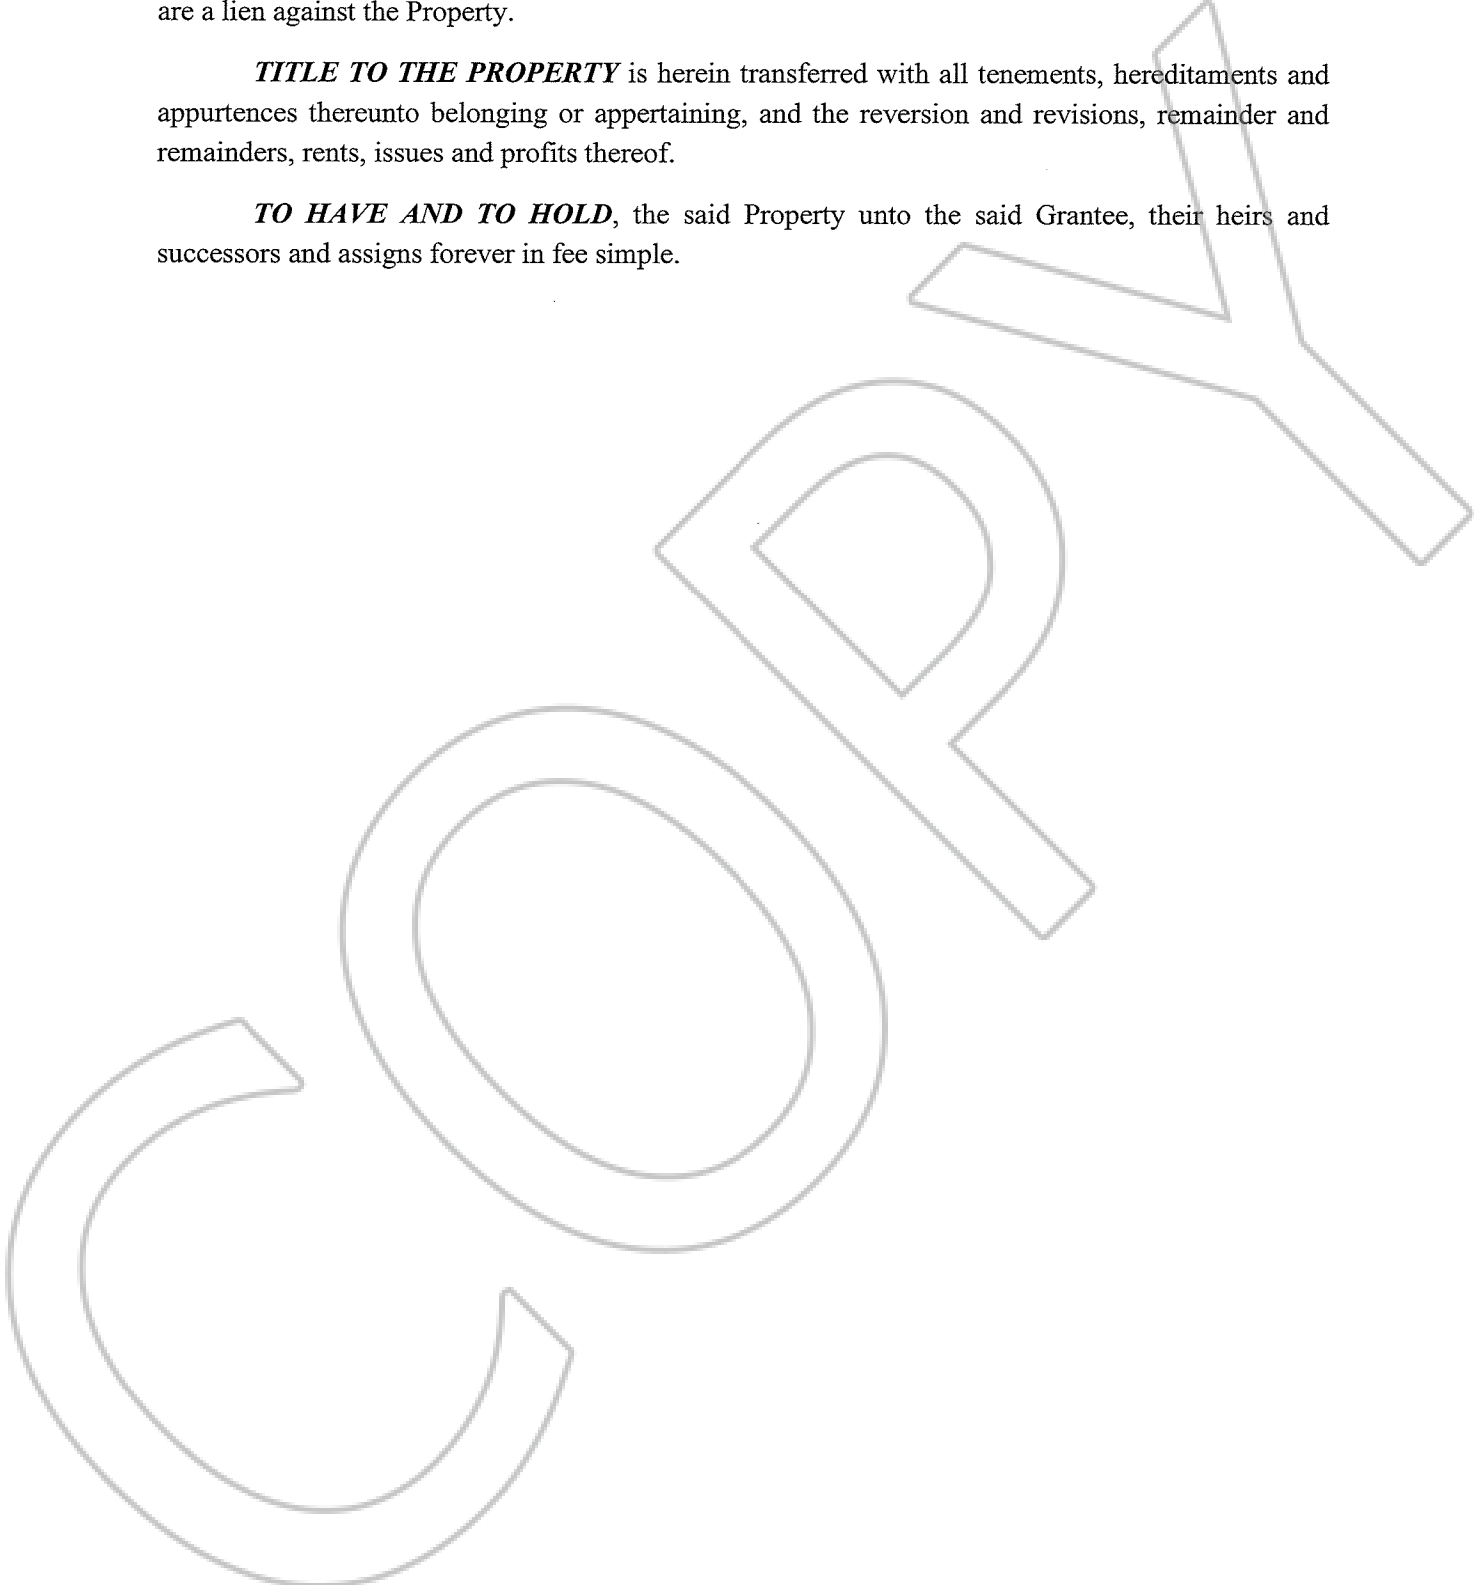 are a lien against the Property.
TITLE TO THE PROPERTY is herein transferred with all tenements, hereditaments and
appurtences thereunto belonging or appertaining, and the reversion and revisions, remainder and
remainders, rents, issues and profits thereof.
TO HAVE AND TO HOLD, the said Property unto the said Grantee, their heirs and
successors and assigns forever in fee simple.
COPY